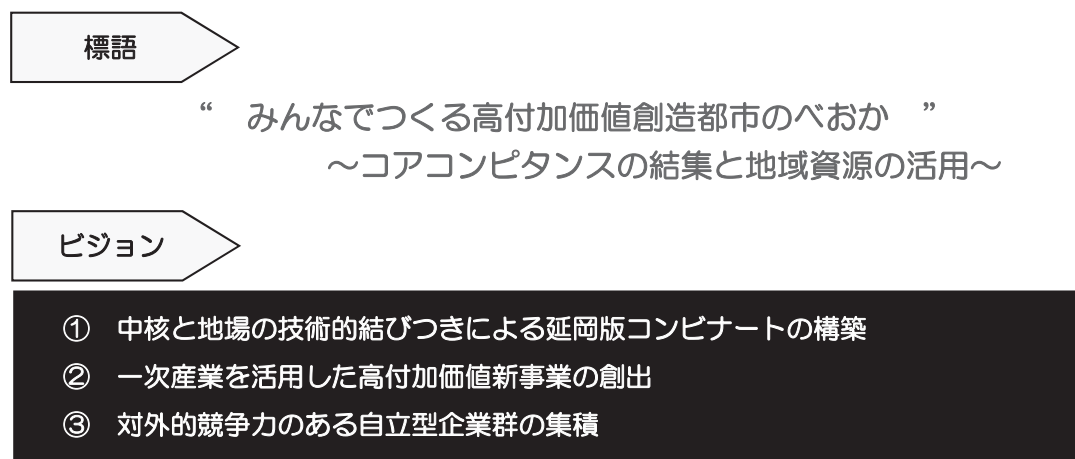 標語
“　みんなでつくる高付加価値創造都市のべおか　”
～コアコンピタンスの結集と地域資源の活用～
ビジョン
①　中核と地場の技術的結びつきによる延岡版コンビナートの構築
②　一次産業を活用した高付加価値新事業の創出
③　対外的競争力のある自立型企業群の集積